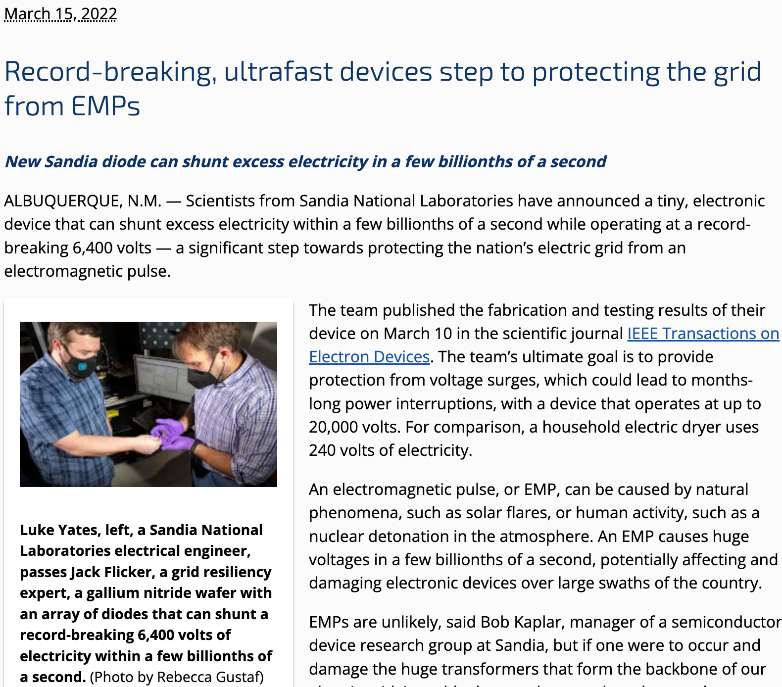 March 15, 2022
Record-breaking, ultrafast devices step to protecting the grid
from EMPs
New Sandia diode can shunt excess electricity in a few billionths of a second
ALBUQUERQUE, N.M. — Scientists from Sandia National Laboratories have announced a tiny, electronic
device that can shunt excess electricity within a few billionths of a second while operating at a record-
breaking 6,400 volts — a significant step towards protecting the nation's electric grid from an
electromagnetic pulse.
Luke Yates, left, a Sandia National
Laboratories electrical engineer,
passes Jack Flicker, a grid resiliency
expert, a gallium nitride wafer with
an array of diodes that can shunt a
record-breaking 6,400 volts of
electricity within a few billionths of
a second. (Photo by Rebecca Gustaf)
The team published the fabrication and testing results of their
device on March 10 in the scientific journal IEEE Transactions on
Electron Devices. The team's ultimate goal is to provide
protection from voltage surges, which could lead to months-
long power interruptions, with a device that operates at up to
20,000 volts. For comparison, a household electric dryer uses
240 volts of electricity.
An electromagnetic pulse, or EMP, can be caused by natural
phenomena, such as solar flares, or human activity, such as a
nuclear detonation in the atmosphere. An EMP causes huge
voltages in a few billionths of a second, potentially affecting and
damaging electronic devices over large swaths of the country.
EMPs are unlikely, said Bob Kaplar, manager of a semiconductor
device research group at Sandia, but if one were to occur and
damage the huge transformers that form the backbone of our